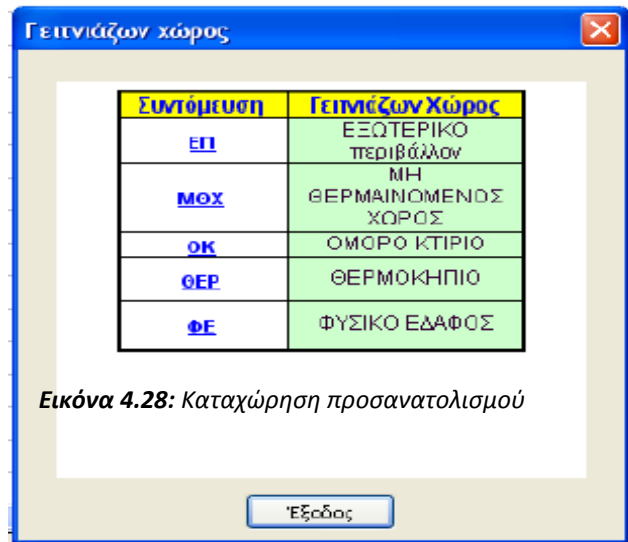 Γειτνιάζων χώρος
Συντόμευση Γειτνιάζων Χώρος
ΕΠ ΕΞΩΤΕΡΙΚΟ
περιβάλλον
ΜΘΧ ΜΗ
ΘΕΡΜΑΙΝΟΜΕΝΟΣ
ΧΩΡΟΣ
ΟΚ ΟΜΟΡΟ ΚΤΙΡΙΟ
ΘΕΡ ΘΕΡΜΟΚΗΠΙΟ
ΦΕ ΦΥΣΙΚΟ ΕΔΑΦΟΣ
Εικόνα 4.28: Καταχώρηση προσανατολισμού
Έξοδος